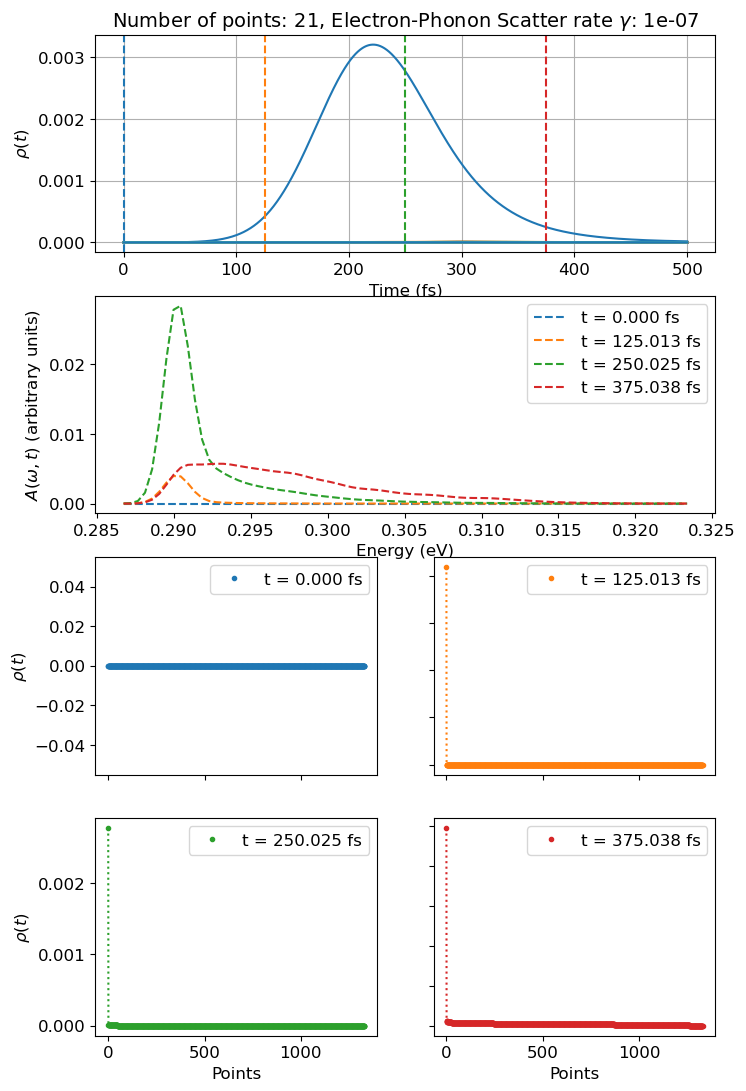 Number of points: 21, Electron-Phonon Scatter rate γ: 1e-07
0.003
0.002
0.001
0.000
ρ(t)
0 100 200 300 400 500
Time (fs)
0.02
0.01
0.00
A(ω, t) (arbitrary units)
t = 0.000 fs
t = 125.013 fs
t = 250.025 fs
t = 375.038 fs
0.285 0.290 0.295 0.300 0.305 0.310 0.315 0.320 0.325
Energy (eV)
0.04
0.02
0.00
−0.02
−0.04
ρ(t)
t = 0.000 fs
t = 125.013 fs
0.002
0.001
0.000
ρ(t)
t = 250.025 fs
0 500 1000
Points
t = 375.038 fs
0 500 1000
Points